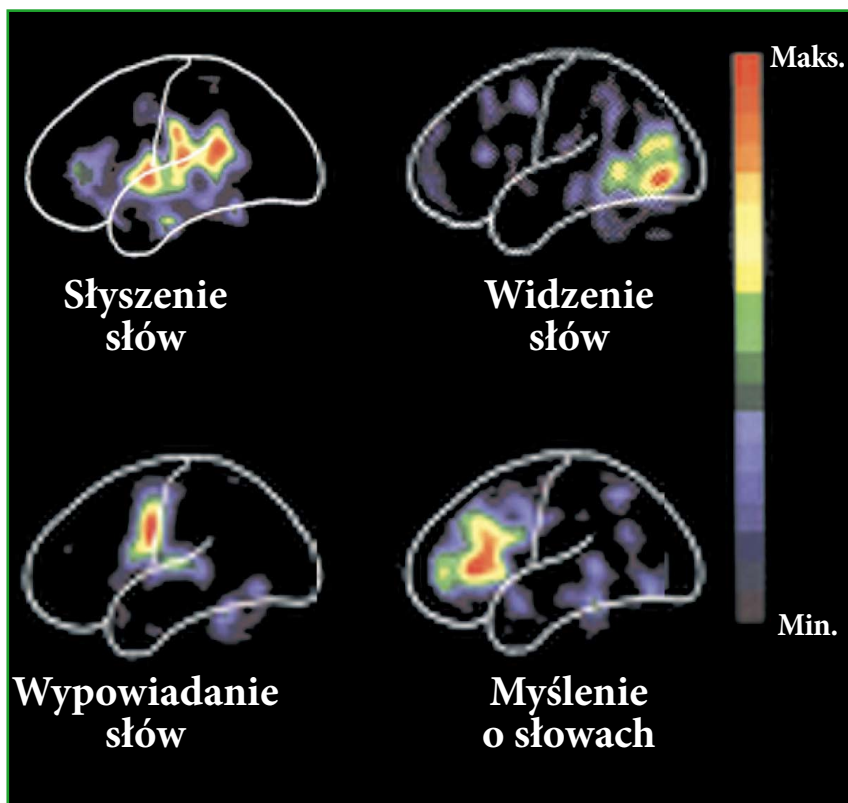 Maks.
Słyszenie
słów
Widzenie
słów
Min.
Wypowiadanie
słów
Myślenie
o słowach